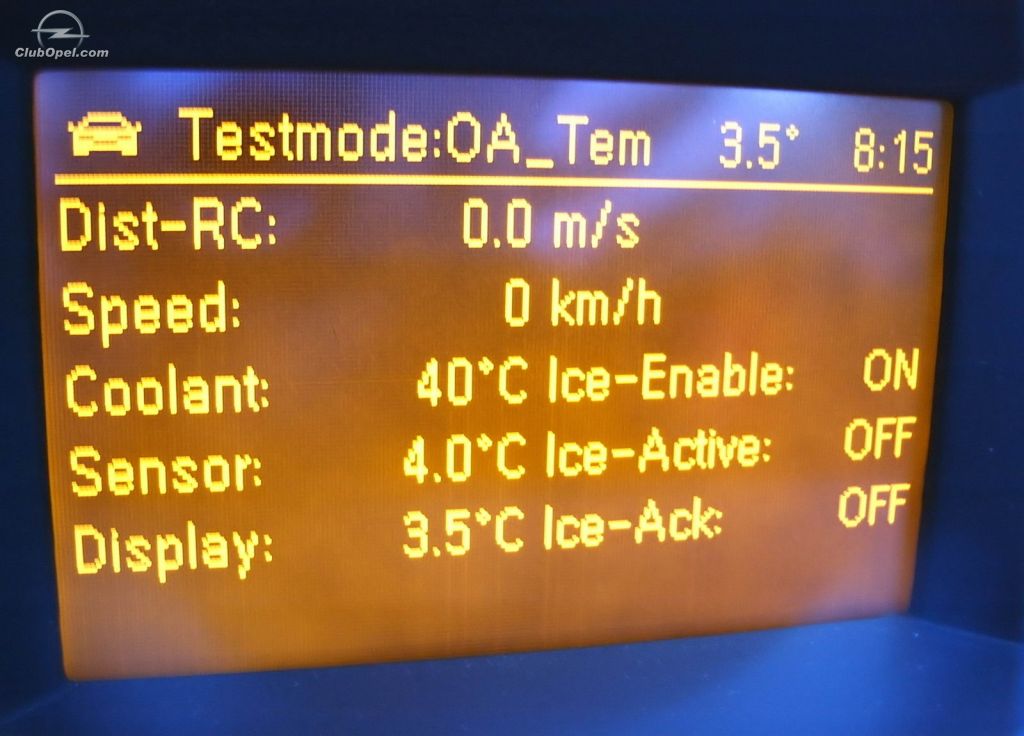 ClubOpel.com
Testmode:OA_Tem 3.5° 8:15
Dist-RC: 0.0 m/s
Speed: 0 km/h
Coolant: 40°C Ice-Enable: ON
Sensor: 4.0°C Ice-Active: OFF
Display: 3.5°C Ice-Ack: OFF